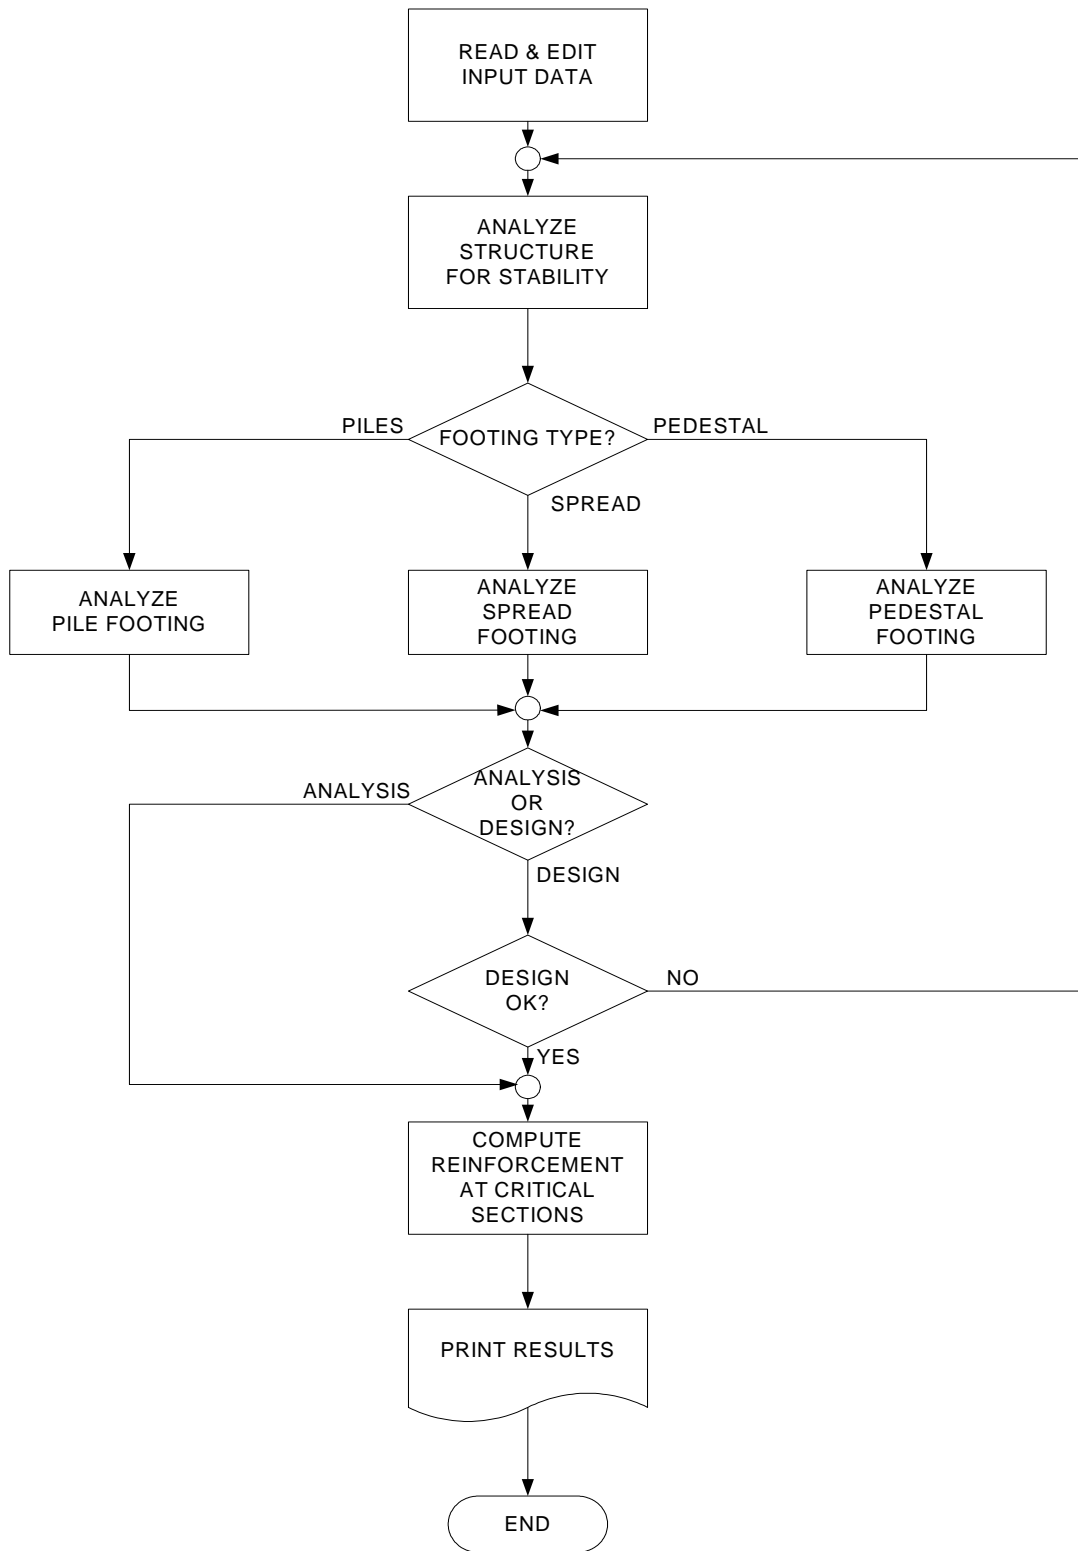 READ & EDIT
INPUT DATA
ANALYZE
STRUCTURE
FOR STABILITY
PILES
FOOTING TYPE?
PEDESTAL
SPREAD
ANALYZE
PILE FOOTING
ANALYZE
SPREAD
FOOTING
ANALYZE
PEDESTAL
FOOTING
ANALYSIS
ANALYSIS
OR
DESIGN?
DESIGN
DESIGN
OK?
NO
YES
COMPUTE
REINFORCEMENT
AT CRITICAL
SECTIONS
PRINT RESULTS
END